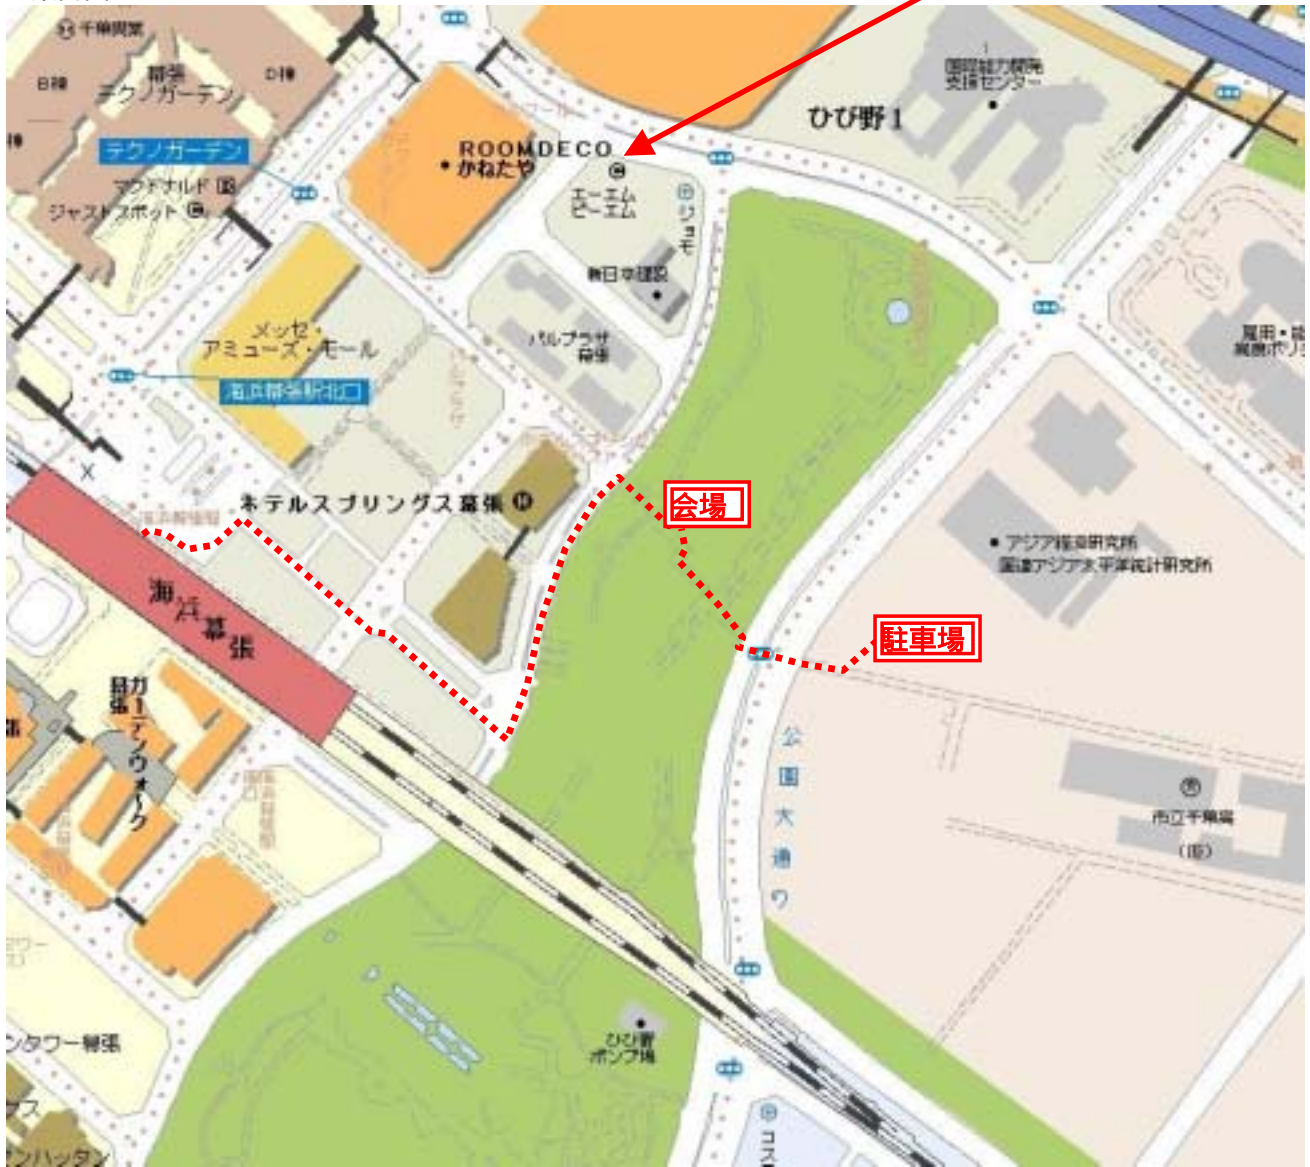 千葉興業
幕張
テクノガーデン
B棟
D棟
テクノガーデン
マクドナルド
ジャストスポット
ROOMDECO
かねたや
エーエム
ピーエム
ジョモ
新日本建設
ひび野1
国際能力開発
支援センター
メッセ・
アミューズ・モール
パルプラザ
幕張
海浜幕張駅北口
雇用・能
ホテルスプリングス幕張
会場
アジア経済研究所
国連アジア太平洋統計研究所
海浜幕張
駐車場
ガーデンウォーク
幕張
公園大通り
市立千葉高
ひび野
ポンプ場
ンタワー幕張
コス
ンハッタン